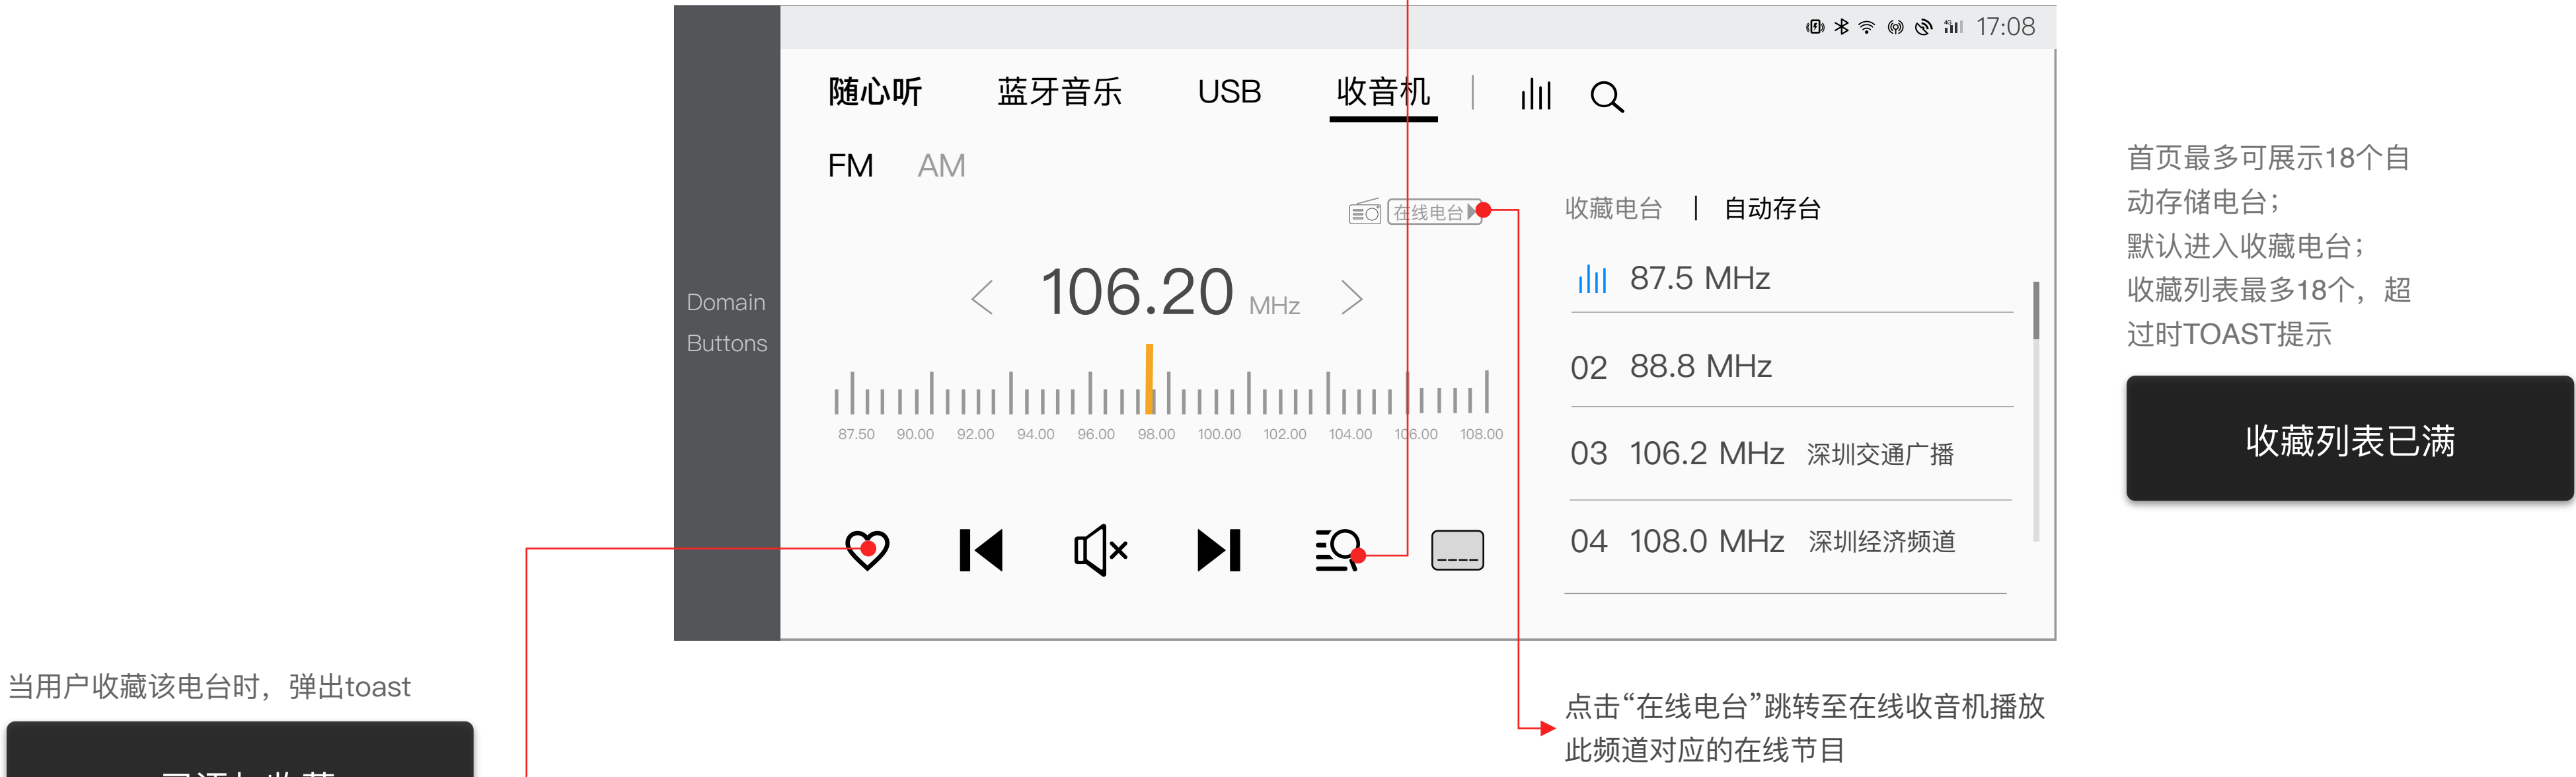 4G 17:08
随心听 蓝牙音乐 USB 收音机
FM AM
在线电台
收藏电台 | 自动存台
Domain
Buttons
106.20 MHz
87.50 90.00 92.00 94.00 96.00 98.00 100.00 102.00 104.00 106.00 108.00
87.5 MHz
02 88.8 MHz
03 106.2 MHz 深圳交通广播
04 108.0 MHz 深圳经济频道
首页最多可展示18个自
动存储电台；
默认进入收藏电台；
收藏列表最多18个，超
过时TOAST提示
收藏列表已满
当用户收藏该电台时，弹出toast
点击“在线电台”跳转至在线收音机播放
此频道对应的在线节目